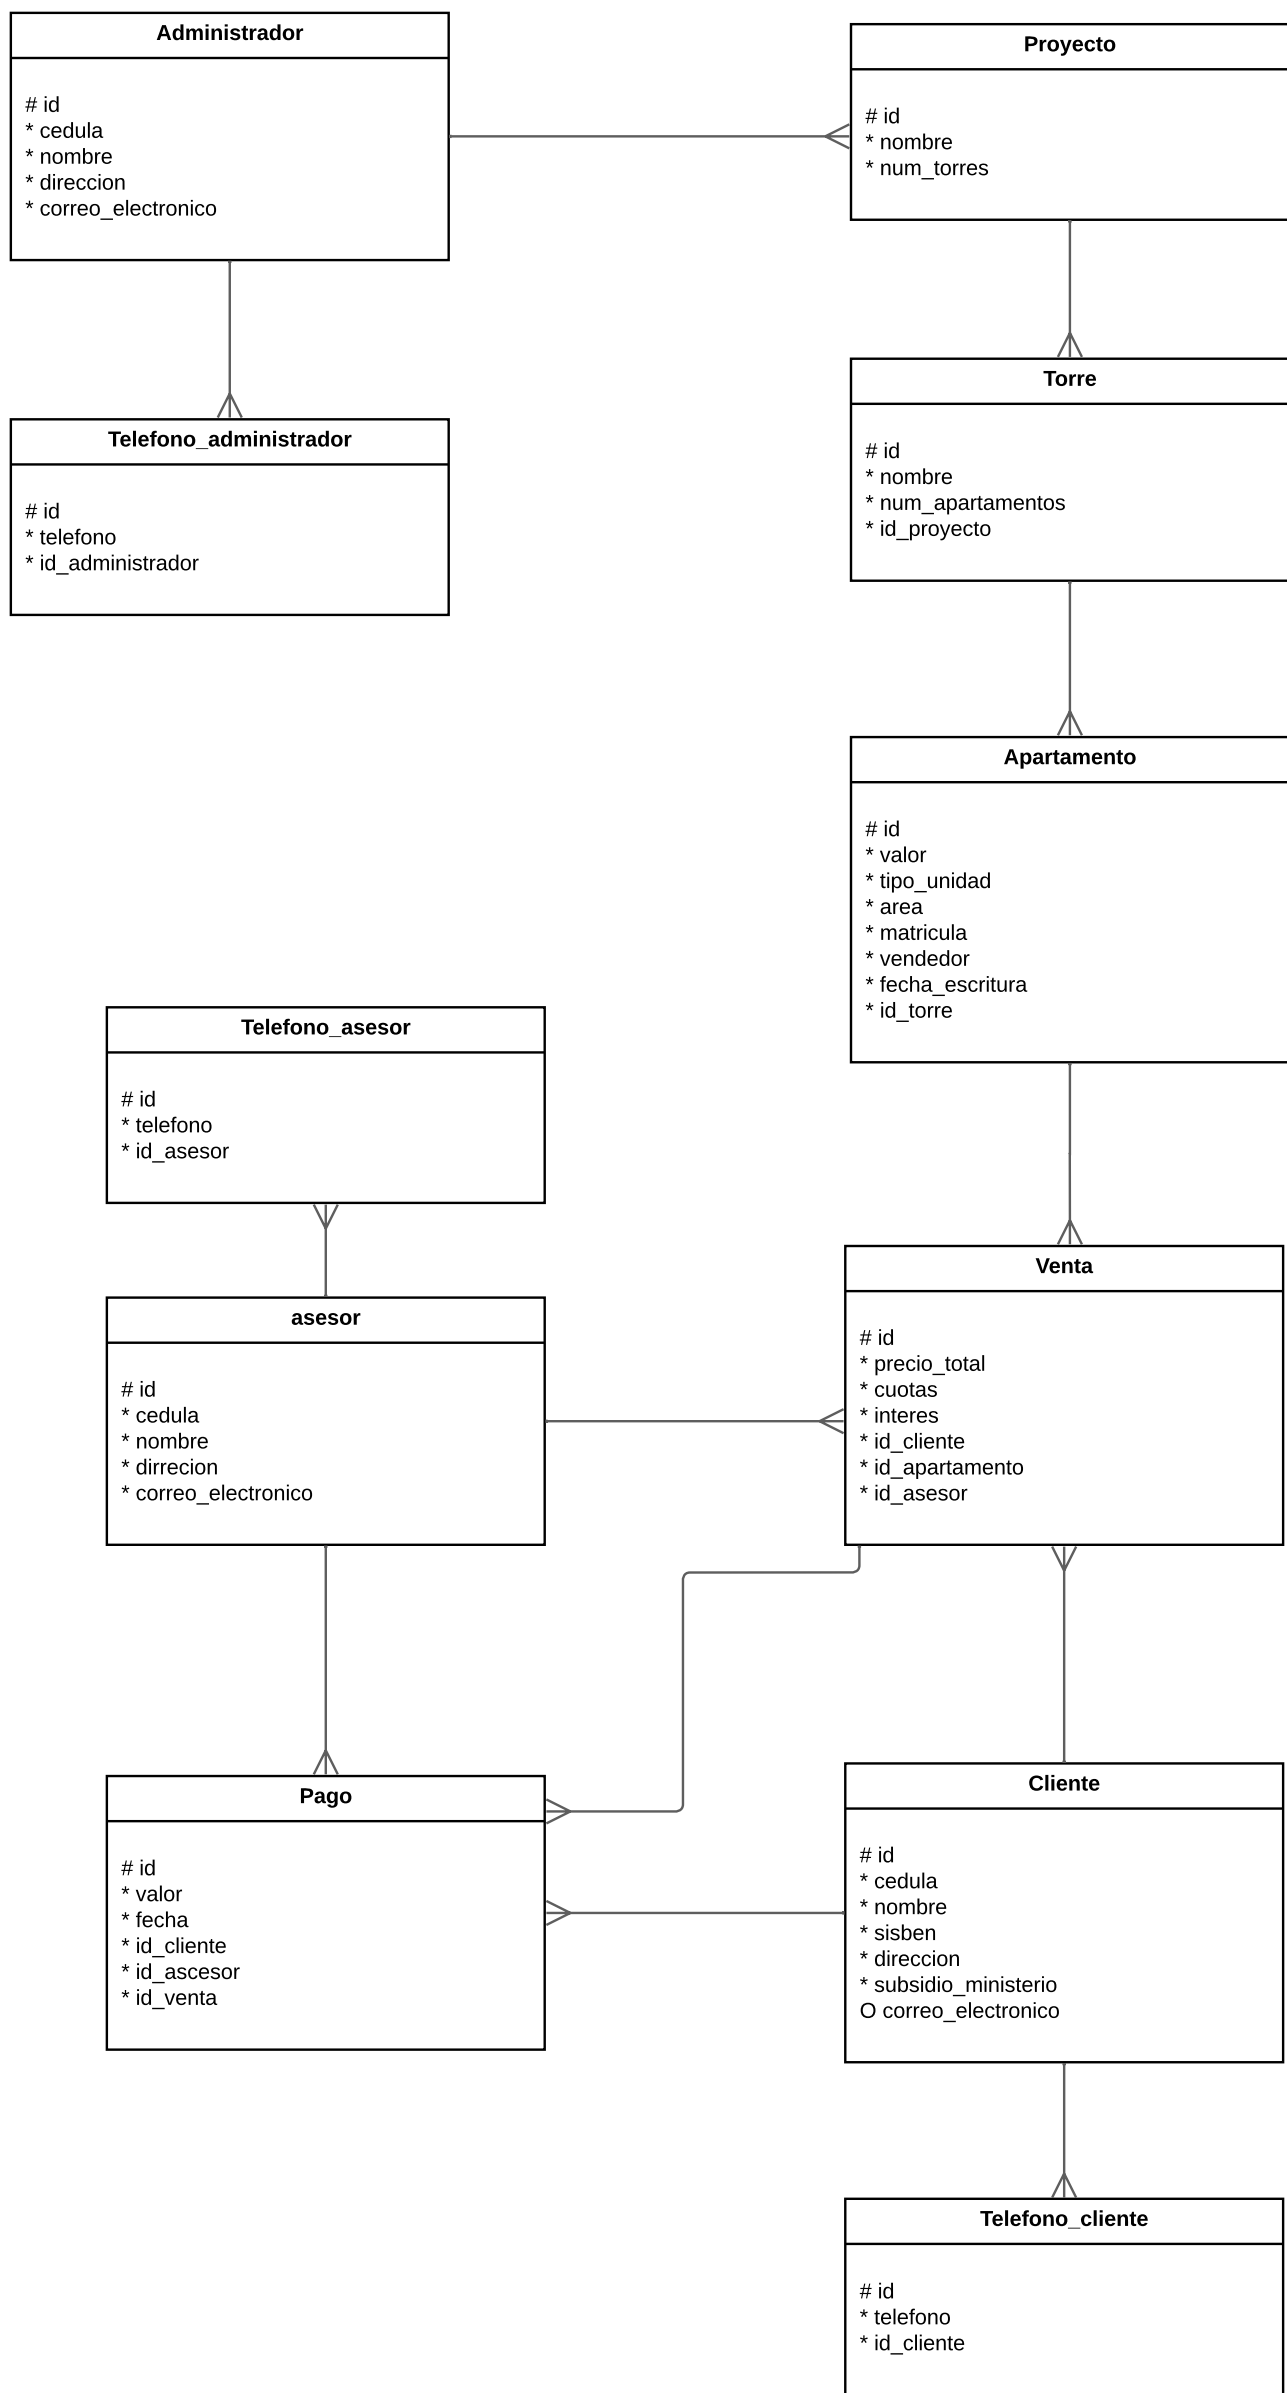 Administrador
# id
* cedula
* nombre
* direccion
* correo_electronico
Proyecto
# id
* nombre
* num_torres
Telefono_administrador
# id
* telefono
* id_administrador
Torre
# id
* nombre
* num_apartamentos
* id_proyecto
Apartamento
# id
* valor
* tipo_unidad
* area
* matricula
* vendedor
* fecha_escritura
* id_torre
Telefono_asesor
# id
* telefono
* id_asesor
asesor
# id
* cedula
* nombre
* dirrecion
* correo_electronico
Venta
# id
* precio_total
* cuotas
* interes
* id_cliente
* id_apartamento
* id_asesor
Pago
# id
* valor
* fecha
* id_cliente
* id_ascesor
* id_venta
Cliente
# id
* cedula
* nombre
* sisben
* direccion
* subsidio_ministerio
O correo_electronico
Telefono_cliente
# id
* telefono
* id_cliente